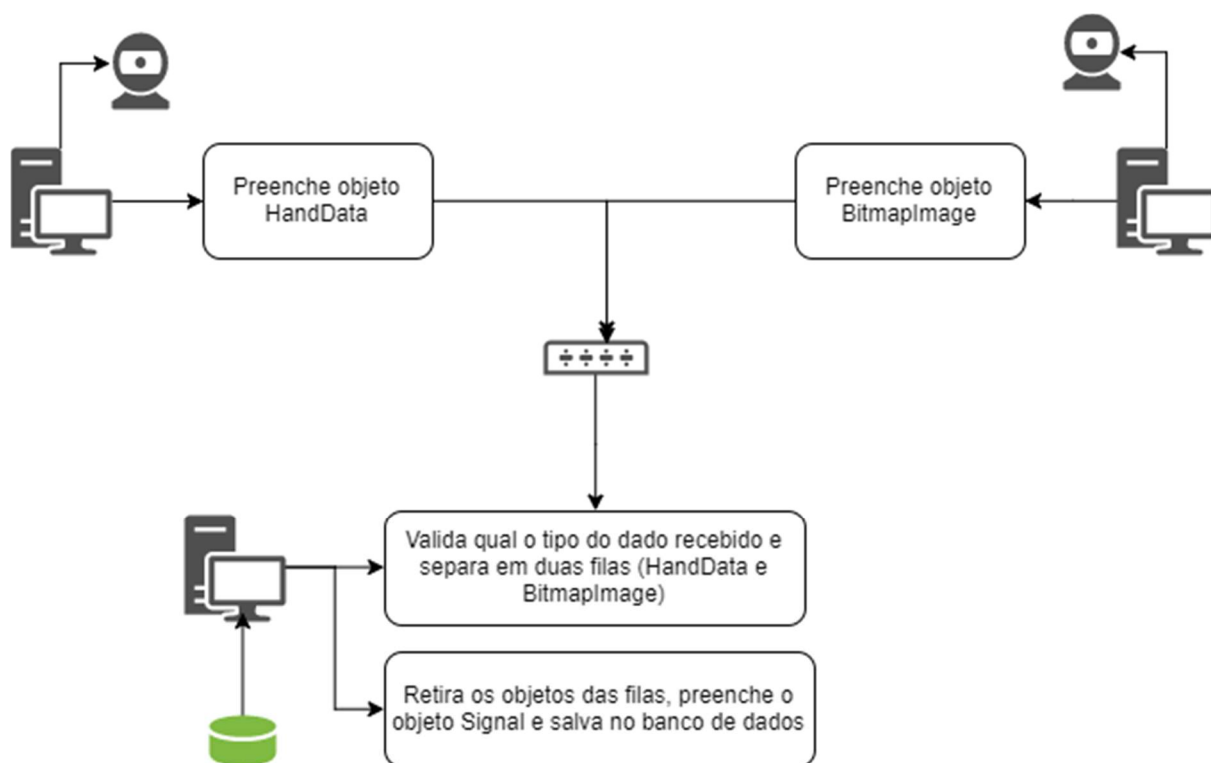 Preenche objeto
HandData
Preenche objeto
BitmapImage
Valida qual o tipo do dado recebido e
separa em duas filas (HandData e
BitmapImage)
Retira os objetos das filas, preenche o
objeto Signal e salva no banco de dados